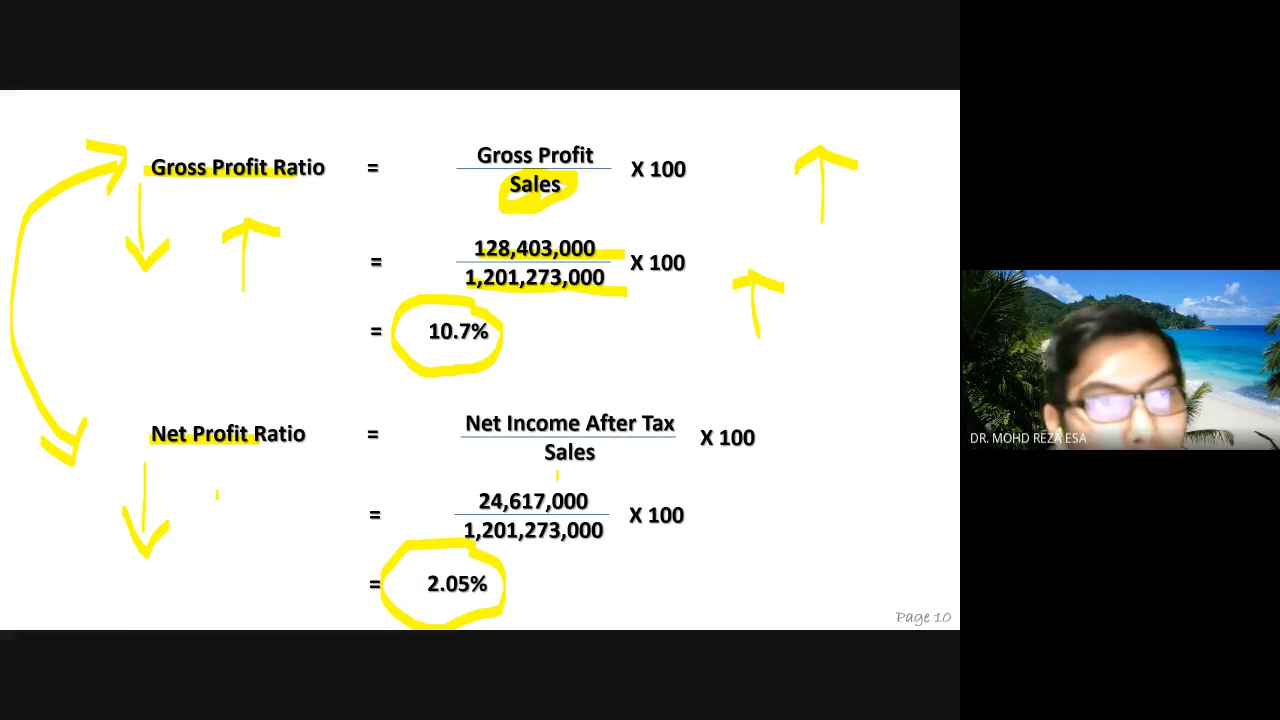 Gross Profit Ratio = Gross Profit X 100
Sales
= 128,403,000 X 100
1,201,273,000
= 10.7%
Net Profit Ratio = Net Income After Tax X 100
Sales
= 24,617,000 X 100
1,201,273,000
= 2.05%
Page 10
DR. MOHD REZA ESA